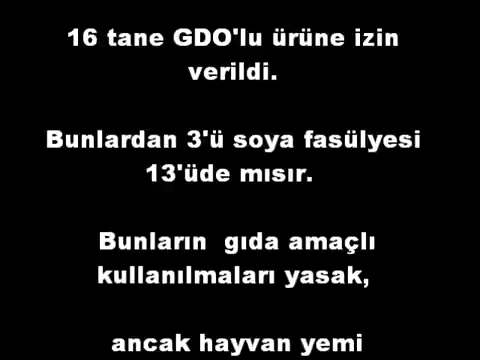 16 tane GDO'lu ürüne izin
verildi.
Bunlardan 3'ü soya fasülyesi
13'üde mısır.
Bunların  gıda amaçlı
kullanılmaları yasak,
ancak hayvan yemi